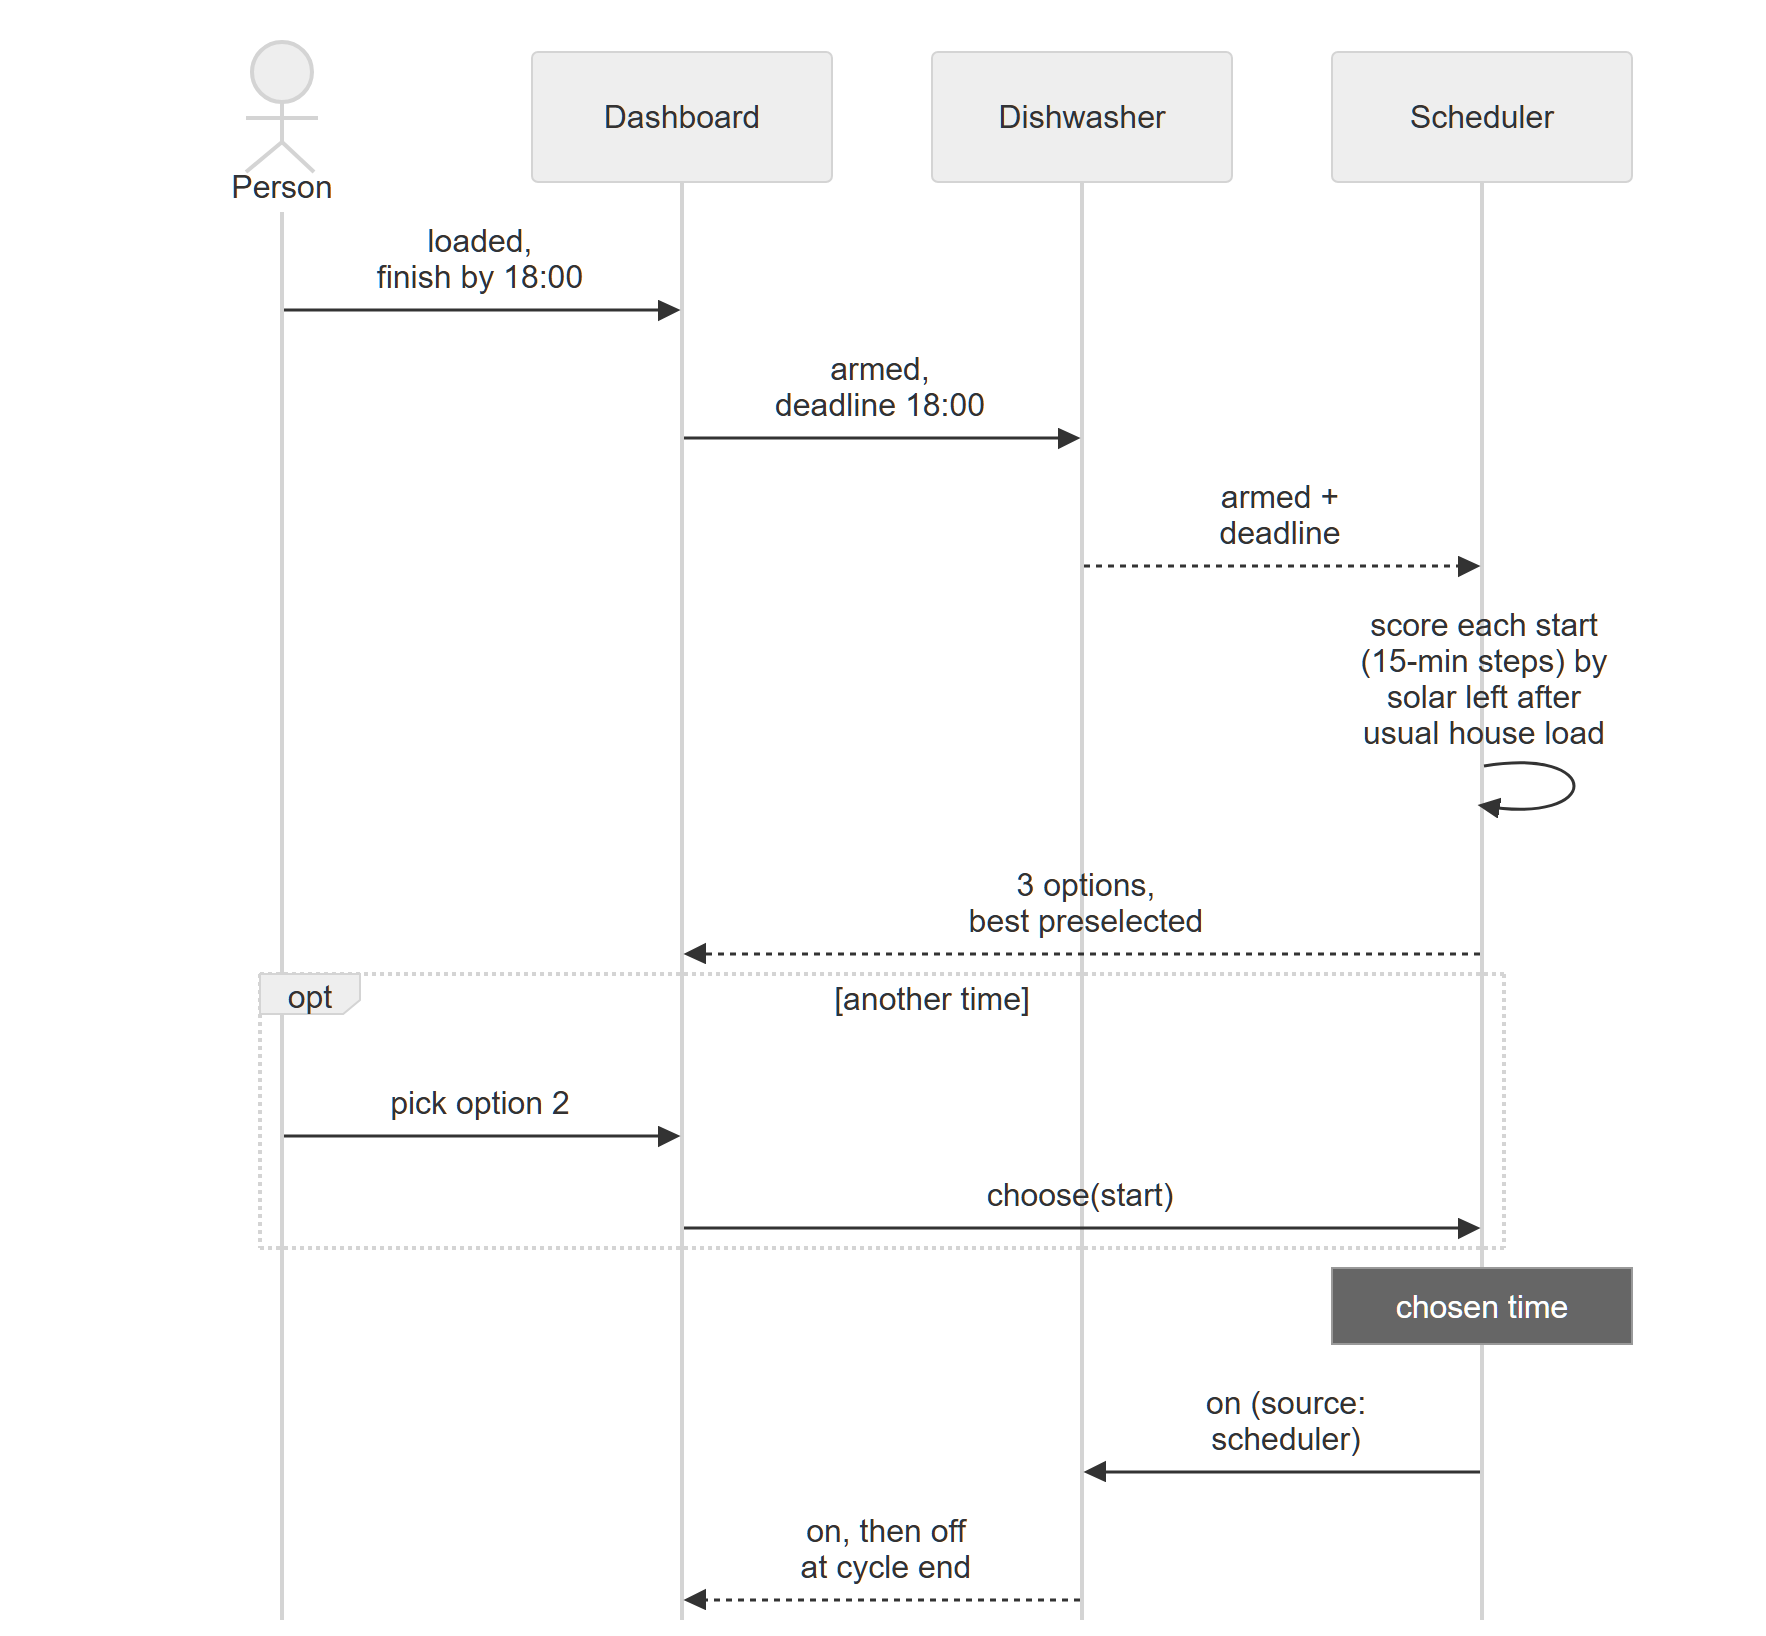 Person
Dashboard
Dishwasher
Scheduler
loaded,
finish by 18:00
armed,
deadline 18:00
armed +
deadline
score each start
(15-min steps) by
solar left after
usual house load
3 options,
best preselected
opt
[another time]
pick option 2
choose(start)
chosen time
on (source:
scheduler)
on, then off
at cycle end